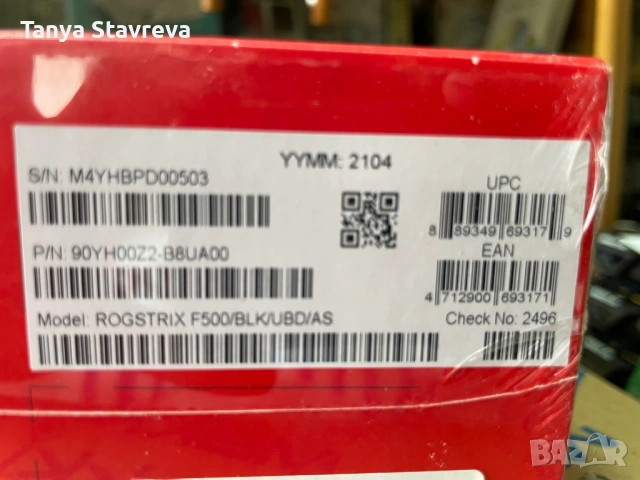 Tanya Stavreva
YYMM: 2104
S/N: M4YHBPD00503
UPC
8 89349 69317 9
P/N: 90YH00Z2-B8UA00
EAN
4 712900 693171
Model: ROGSTRIX F500/BLK/UBD/AS
Check No: 2496
BAZAR